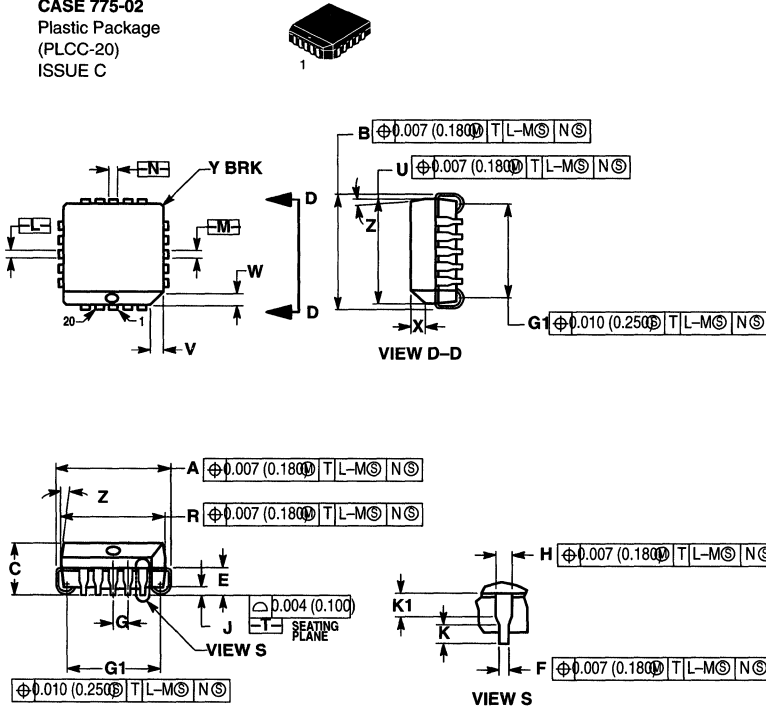 CASE 775-02
Plastic Package
(PLCC-20)
ISSUE C
1
B ⌖ 0.007 (0.180) Ⓜ T L–M Ⓢ N Ⓢ
U ⌖ 0.007 (0.180) Ⓜ T L–M Ⓢ N Ⓢ
-N-
Y BRK
D
Z
-L-
-M-
W
D
20
1
V
X
G1 ⌖ 0.010 (0.250) Ⓢ T L–M Ⓢ N Ⓢ
VIEW D–D
A ⌖ 0.007 (0.180) Ⓜ T L–M Ⓢ N Ⓢ
Z
R ⌖ 0.007 (0.180) Ⓜ T L–M Ⓢ N Ⓢ
C
E
H ⌖ 0.007 (0.180) Ⓜ T L–M Ⓢ N Ⓢ
K1
⌓ 0.004 (0.100)
G
J
-T- SEATING
PLANE
K
VIEW S
G1
F ⌖ 0.007 (0.180) Ⓜ T L–M Ⓢ N Ⓢ
⌖ 0.010 (0.250) Ⓢ T L–M Ⓢ N Ⓢ
VIEW S